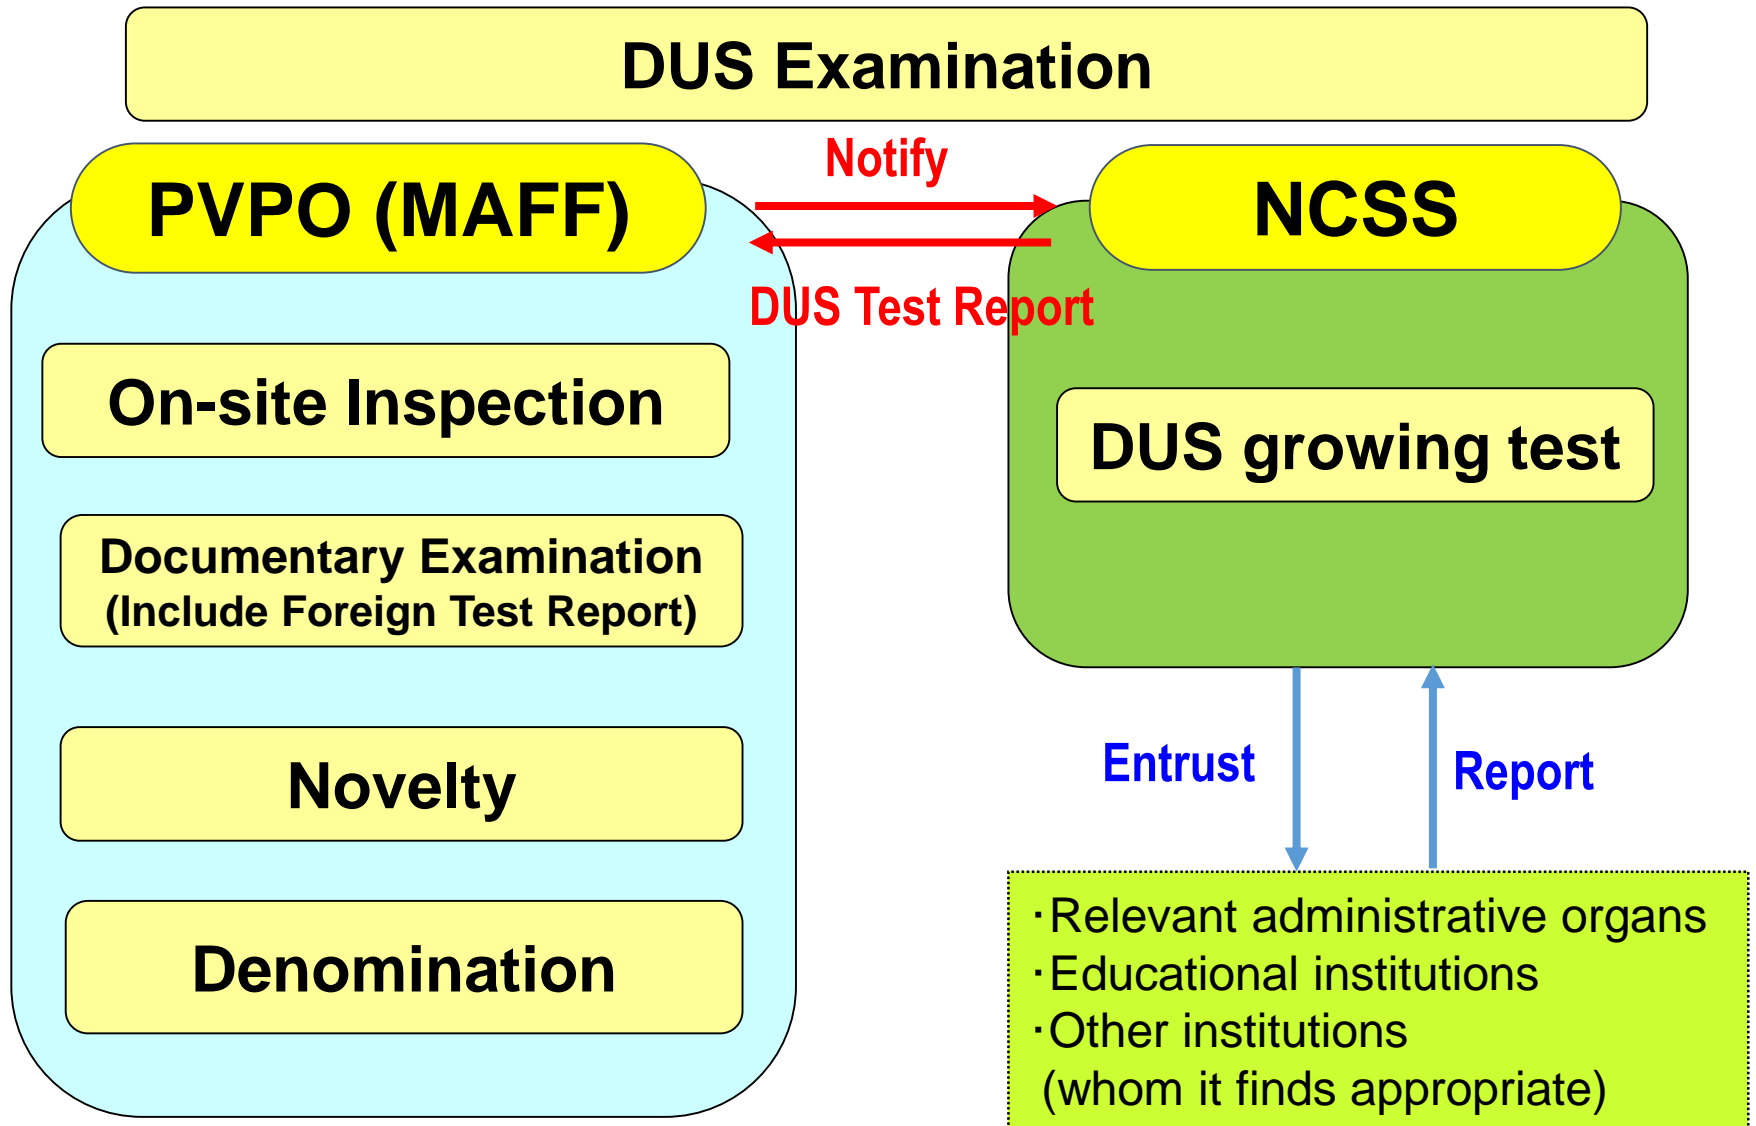 DUS Examination
PVPO (MAFF)
Notify
NCSS
DUS Test Report
On-site Inspection
Documentary Examination
(Include Foreign Test Report)
Novelty
Denomination
DUS growing test
Entrust
Report
・Relevant administrative organs
・Educational institutions
・Other institutions
(whom it finds appropriate)